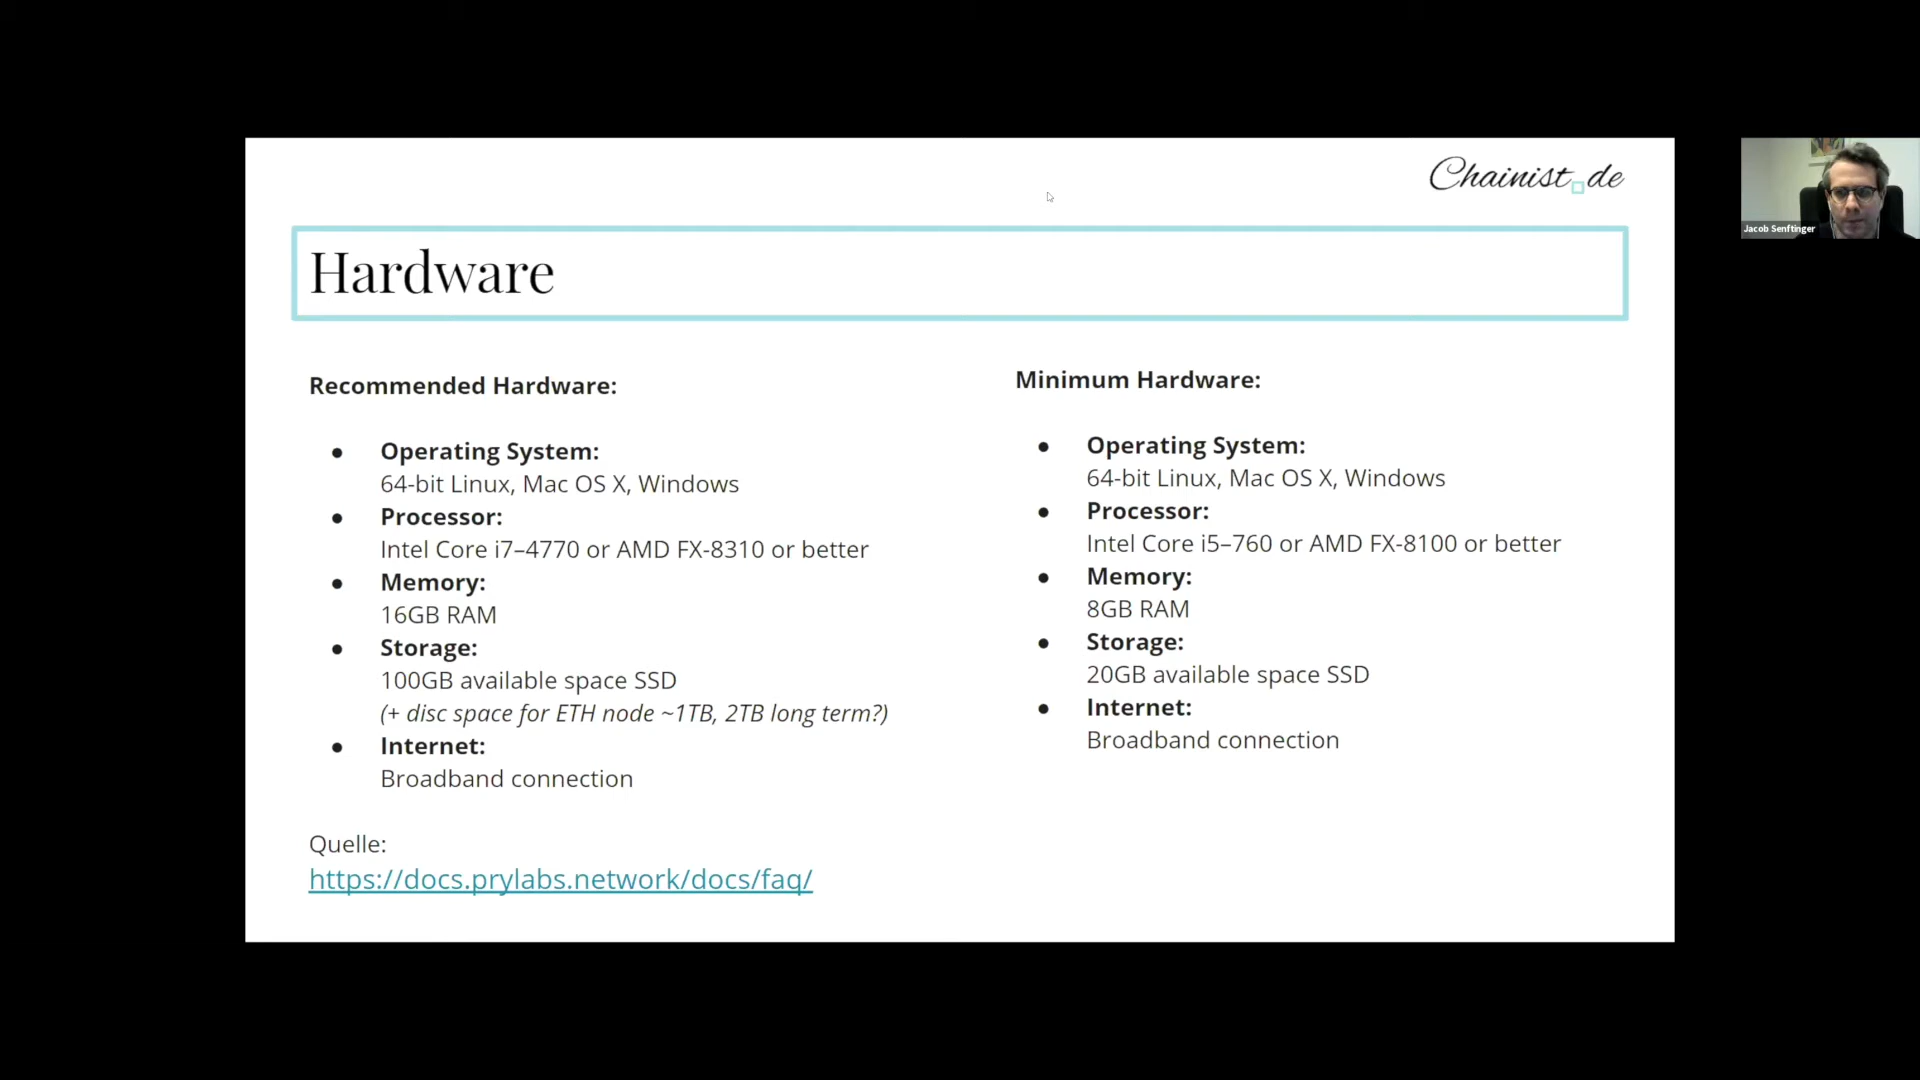 Chainist.de
Jacob Senftinger
Hardware
Recommended Hardware:
● Operating System:
64-bit Linux, Mac OS X, Windows
● Processor:
Intel Core i7–4770 or AMD FX-8310 or better
● Memory:
16GB RAM
● Storage:
100GB available space SSD
(+ disc space for ETH node ~1TB, 2TB long term?)
● Internet:
Broadband connection
Quelle:
https://docs.prylabs.network/docs/faq/
Minimum Hardware:
● Operating System:
64-bit Linux, Mac OS X, Windows
● Processor:
Intel Core i5–760 or AMD FX-8100 or better
● Memory:
8GB RAM
● Storage:
20GB available space SSD
● Internet:
Broadband connection